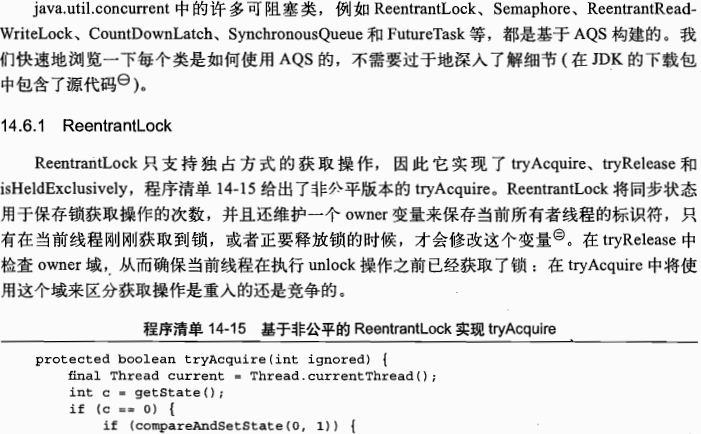 java.util.concurrent 中的许多可阻塞类，例如 ReentrantLock、Semaphore、ReentrantRead-
WriteLock、CountDownLatch、SynchronousQueue 和 FutureTask 等，都是基于 AQS 构建的。我
们快速地浏览一下每个类是如何使用 AQS 的，不需要过于地深入了解细节（在 JDK 的下载包
中包含了源代码⊖）。
14.6.1 ReentrantLock
ReentrantLock 只支持独占方式的获取操作，因此它实现了 tryAcquire、tryRelease 和
isHeldExclusively，程序清单 14-15 给出了非公平版本的 tryAcquire。ReentrantLock 将同步状态
用于保存锁获取操作的次数，并且还维护一个 owner 变量来保存当前所有者线程的标识符，只
有在当前线程刚刚获取到锁，或者正要释放锁的时候，才会修改这个变量⊖。在 tryRelease 中
检查 owner 域，从而确保当前线程在执行 unlock 操作之前已经获取了锁：在 tryAcquire 中将使
用这个域来区分获取操作是重入的还是竞争的。
程序清单 14-15 基于非公平的 ReentrantLock 实现 tryAcquire
protected boolean tryAcquire(int ignored) {
final Thread current = Thread.currentThread();
int c = getState();
if (c == 0) {
if (compareAndSetState(0, 1)) {